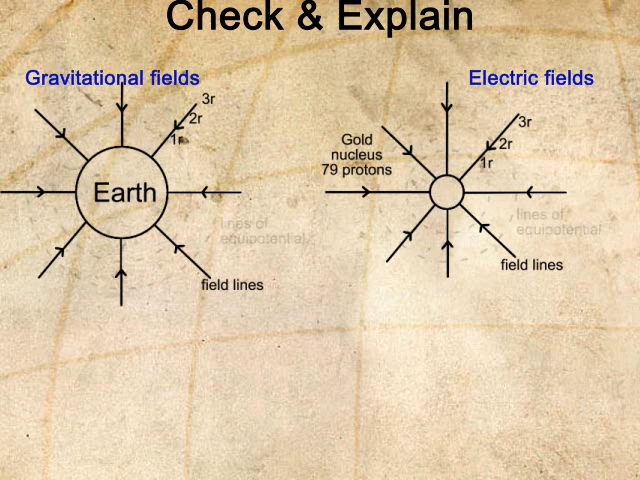 Check & Explain
Gravitational fields
Electric fields
3r
2r
1r
Earth
lines of
equipotential
field lines
Gold
nucleus
79 protons
3r
2r
1r
lines of
equipotential
field lines